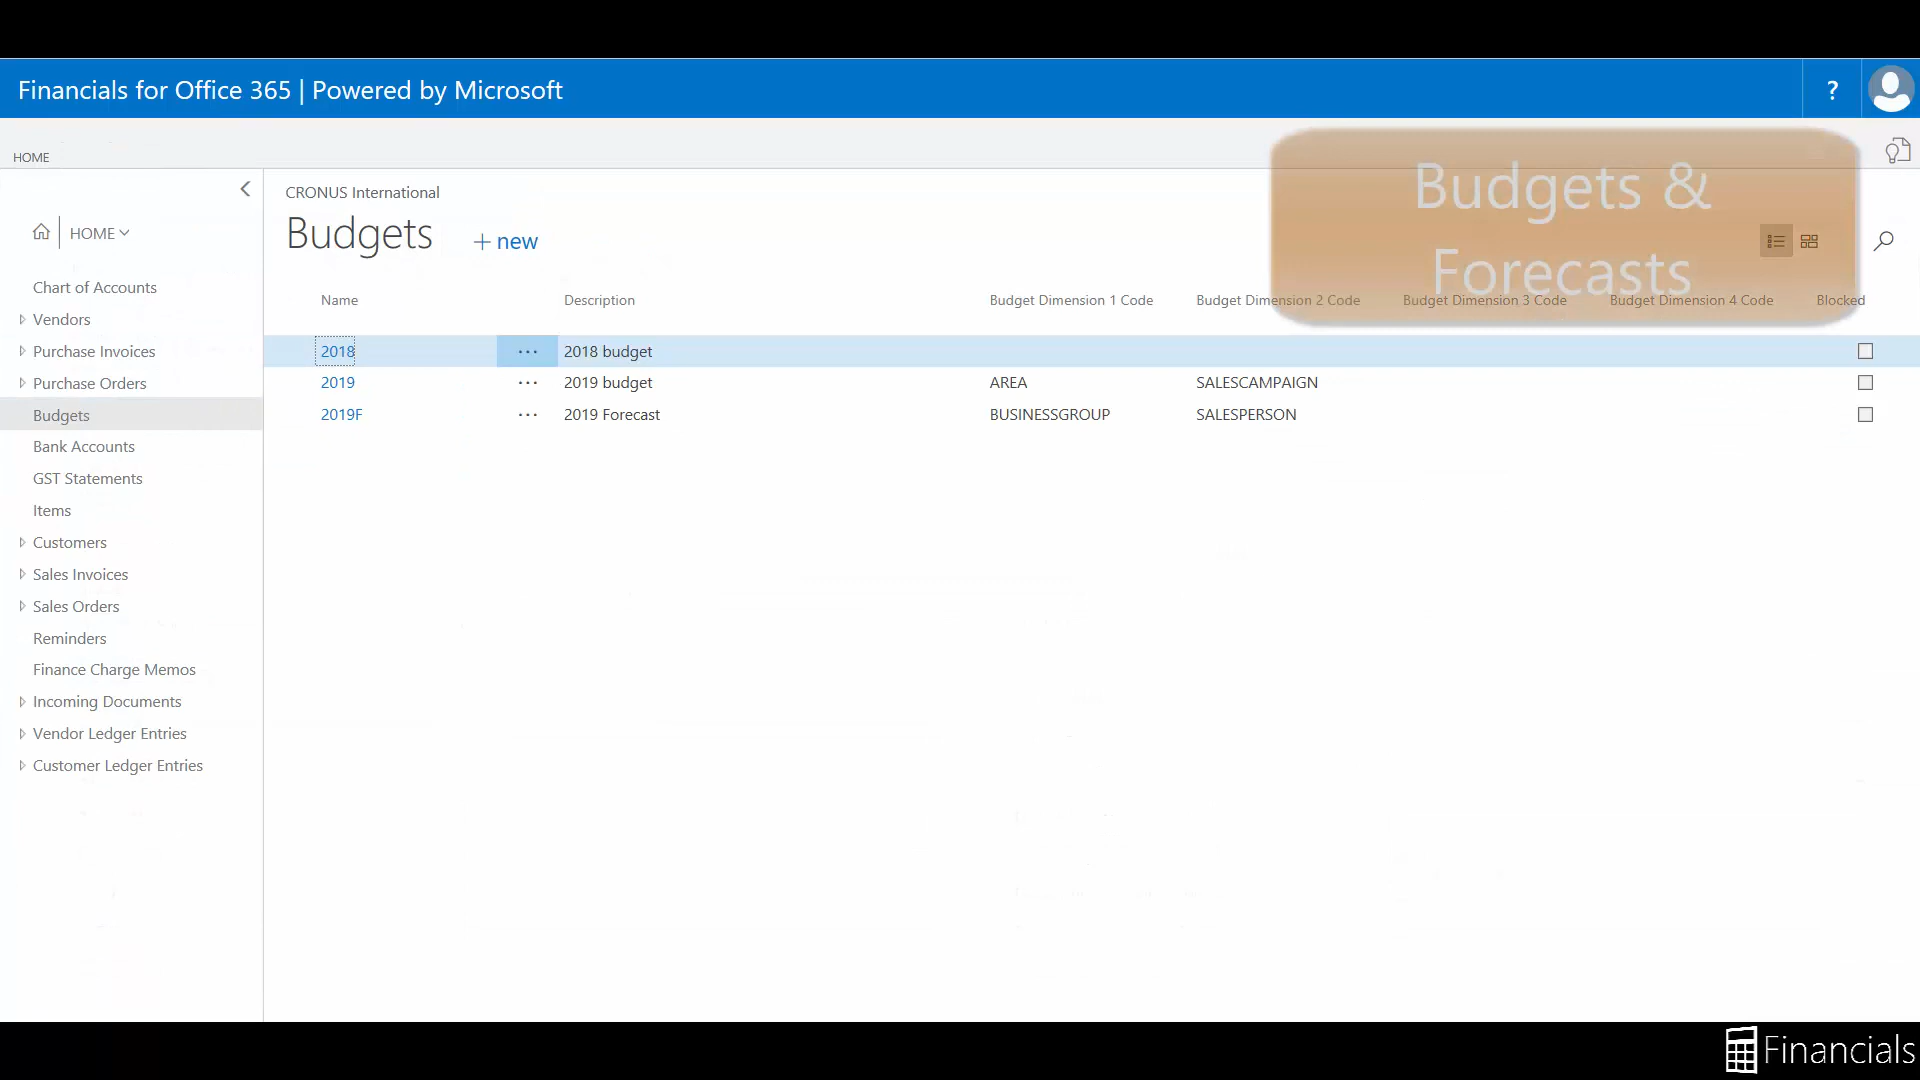 Financials for Office 365 | Powered by Microsoft
?
HOME
Budgets &
Forecasts
CRONUS International
Budgets
+ new
HOME
Name
Description
Budget Dimension 1 Code
Budget Dimension 2 Code
Budget Dimension 3 Code
Budget Dimension 4 Code
Blocked
2018 ··· 2018 budget
2019 ··· 2019 budget AREA SALESCAMPAIGN
2019F ··· 2019 Forecast BUSINESSGROUP SALESPERSON
Chart of Accounts
Vendors
Purchase Invoices
Purchase Orders
Budgets
Bank Accounts
GST Statements
Items
Customers
Sales Invoices
Sales Orders
Reminders
Finance Charge Memos
Incoming Documents
Vendor Ledger Entries
Customer Ledger Entries
Financials